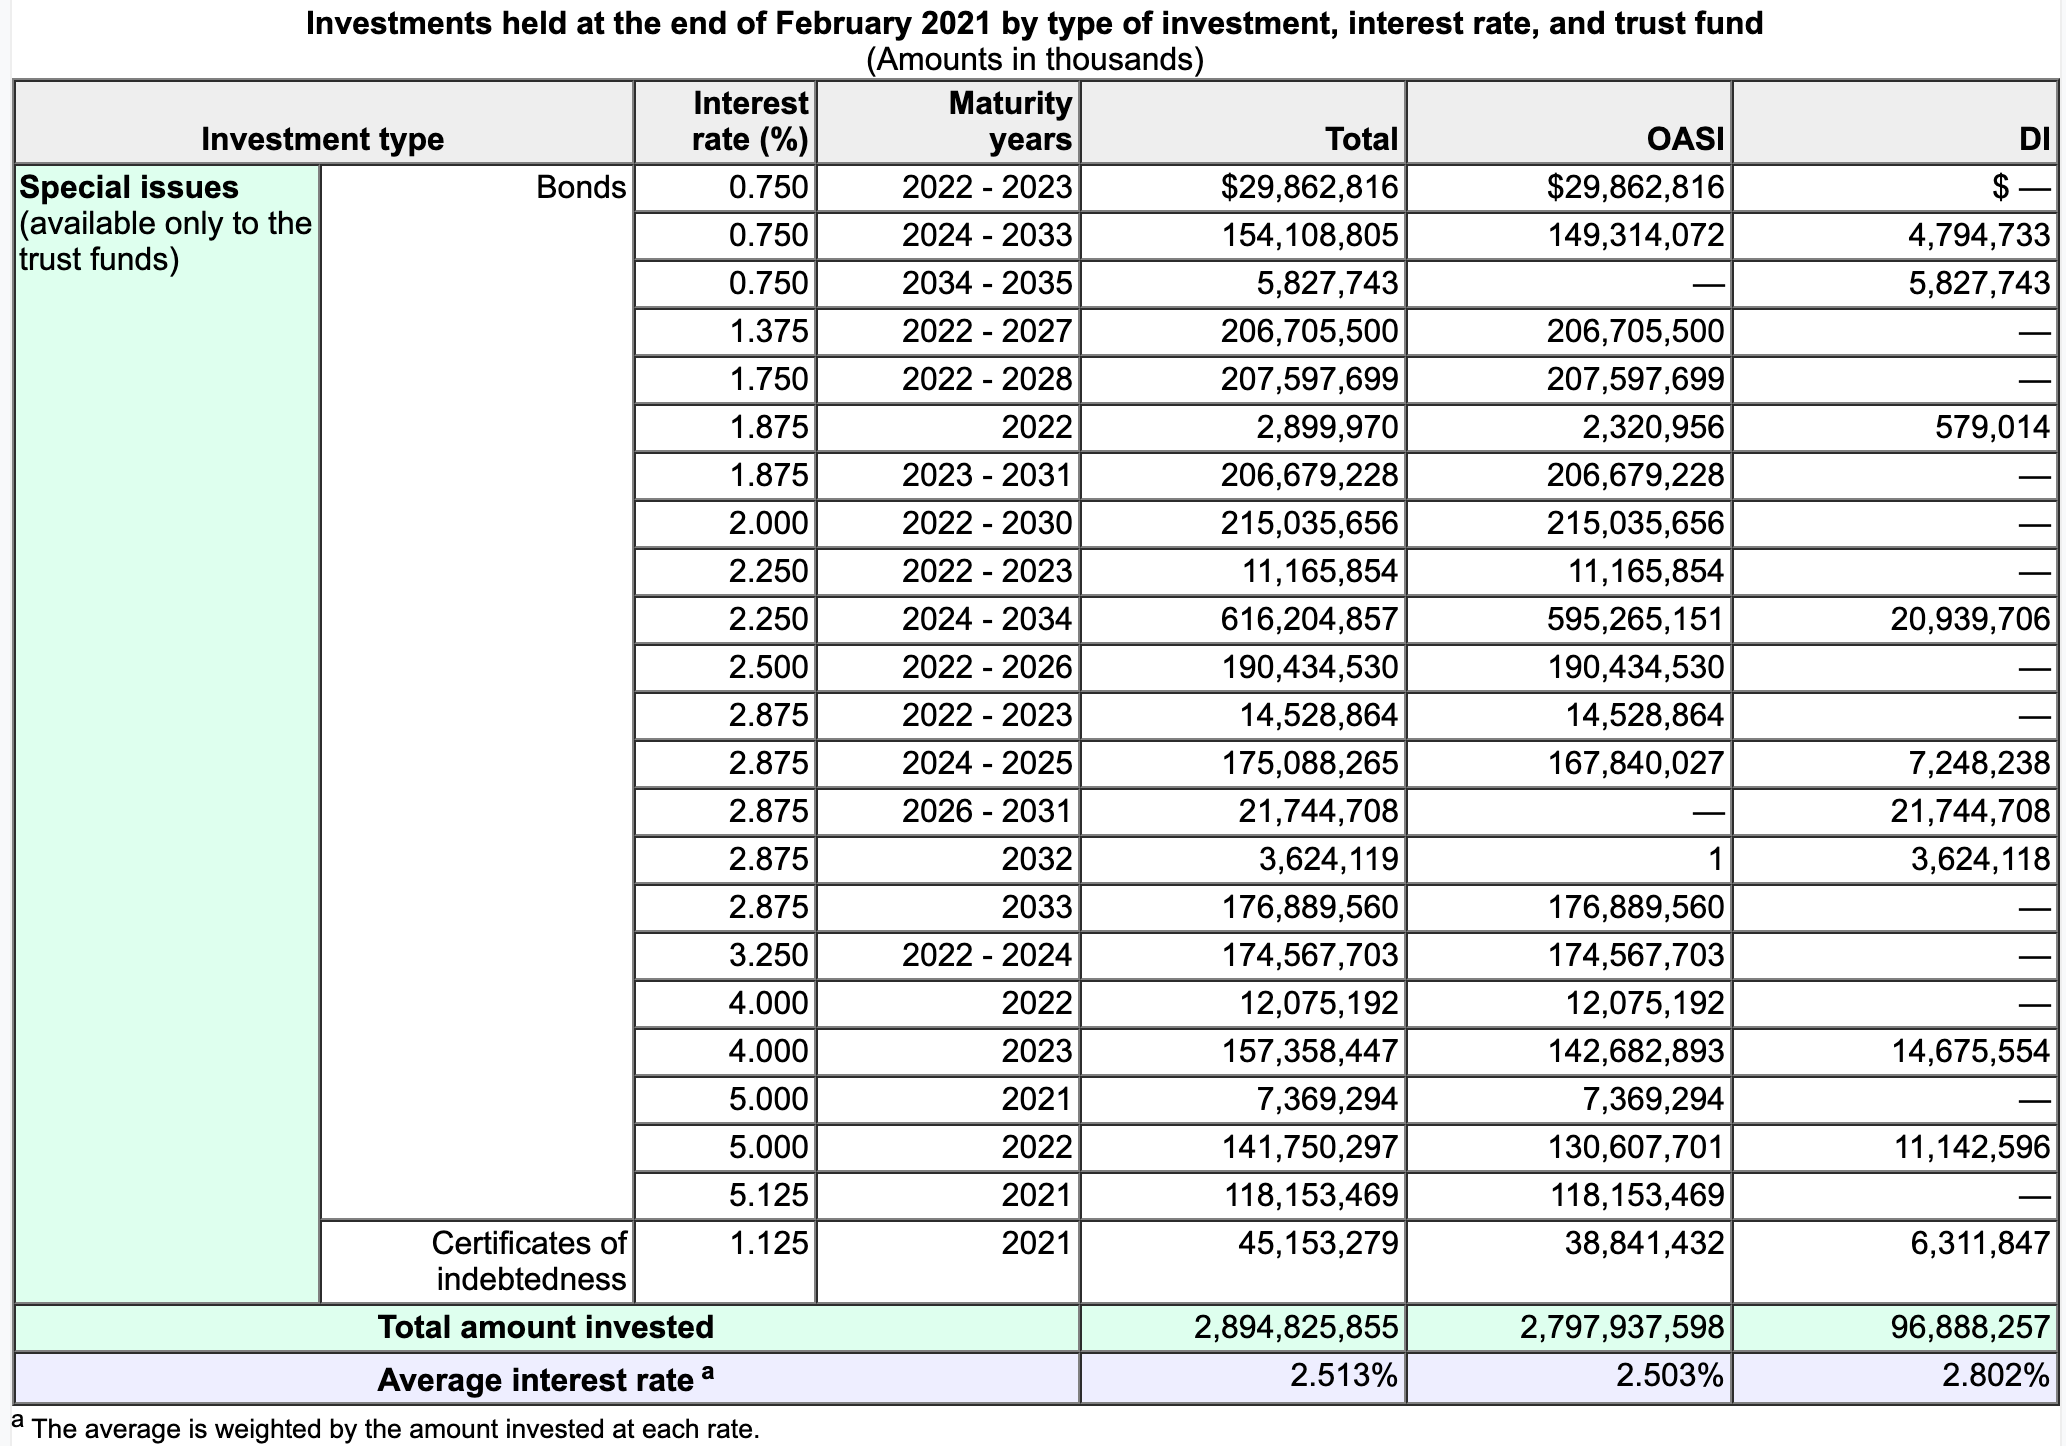 Investments held at the end of February 2021 by type of investment, interest rate, and trust fund
(Amounts in thousands)
Investment type Interest rate (%) Maturity years Total OASI DI
Special issues (available only to the trust funds) Bonds 0.750 2022 - 2023 $29,862,816 $29,862,816 $ —
0.750 2024 - 2033 154,108,805 149,314,072 4,794,733
0.750 2034 - 2035 5,827,743 — 5,827,743
1.375 2022 - 2027 206,705,500 206,705,500 —
1.750 2022 - 2028 207,597,699 207,597,699 —
1.875 2022 2,899,970 2,320,956 579,014
1.875 2023 - 2031 206,679,228 206,679,228 —
2.000 2022 - 2030 215,035,656 215,035,656 —
2.250 2022 - 2023 11,165,854 11,165,854 —
2.250 2024 - 2034 616,204,857 595,265,151 20,939,706
2.500 2022 - 2026 190,434,530 190,434,530 —
2.875 2022 - 2023 14,528,864 14,528,864 —
2.875 2024 - 2025 175,088,265 167,840,027 7,248,238
2.875 2026 - 2031 21,744,708 — 21,744,708
2.875 2032 3,624,119 1 3,624,118
2.875 2033 176,889,560 176,889,560 —
3.250 2022 - 2024 174,567,703 174,567,703 —
4.000 2022 12,075,192 12,075,192 —
4.000 2023 157,358,447 142,682,893 14,675,554
5.000 2021 7,369,294 7,369,294 —
5.000 2022 141,750,297 130,607,701 11,142,596
5.125 2021 118,153,469 118,153,469 —
Certificates of indebtedness 1.125 2021 45,153,279 38,841,432 6,311,847
Total amount invested 2,894,825,855 2,797,937,598 96,888,257
Average interest rate a 2.513% 2.503% 2.802%
a The average is weighted by the amount invested at each rate.